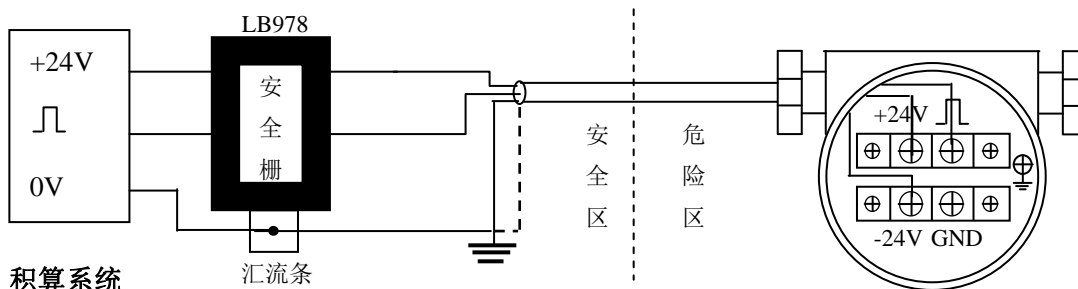 LB978
+24V
0V
安全栅
汇流条
积算系统
安全区
危险区
+24V
-24V GND